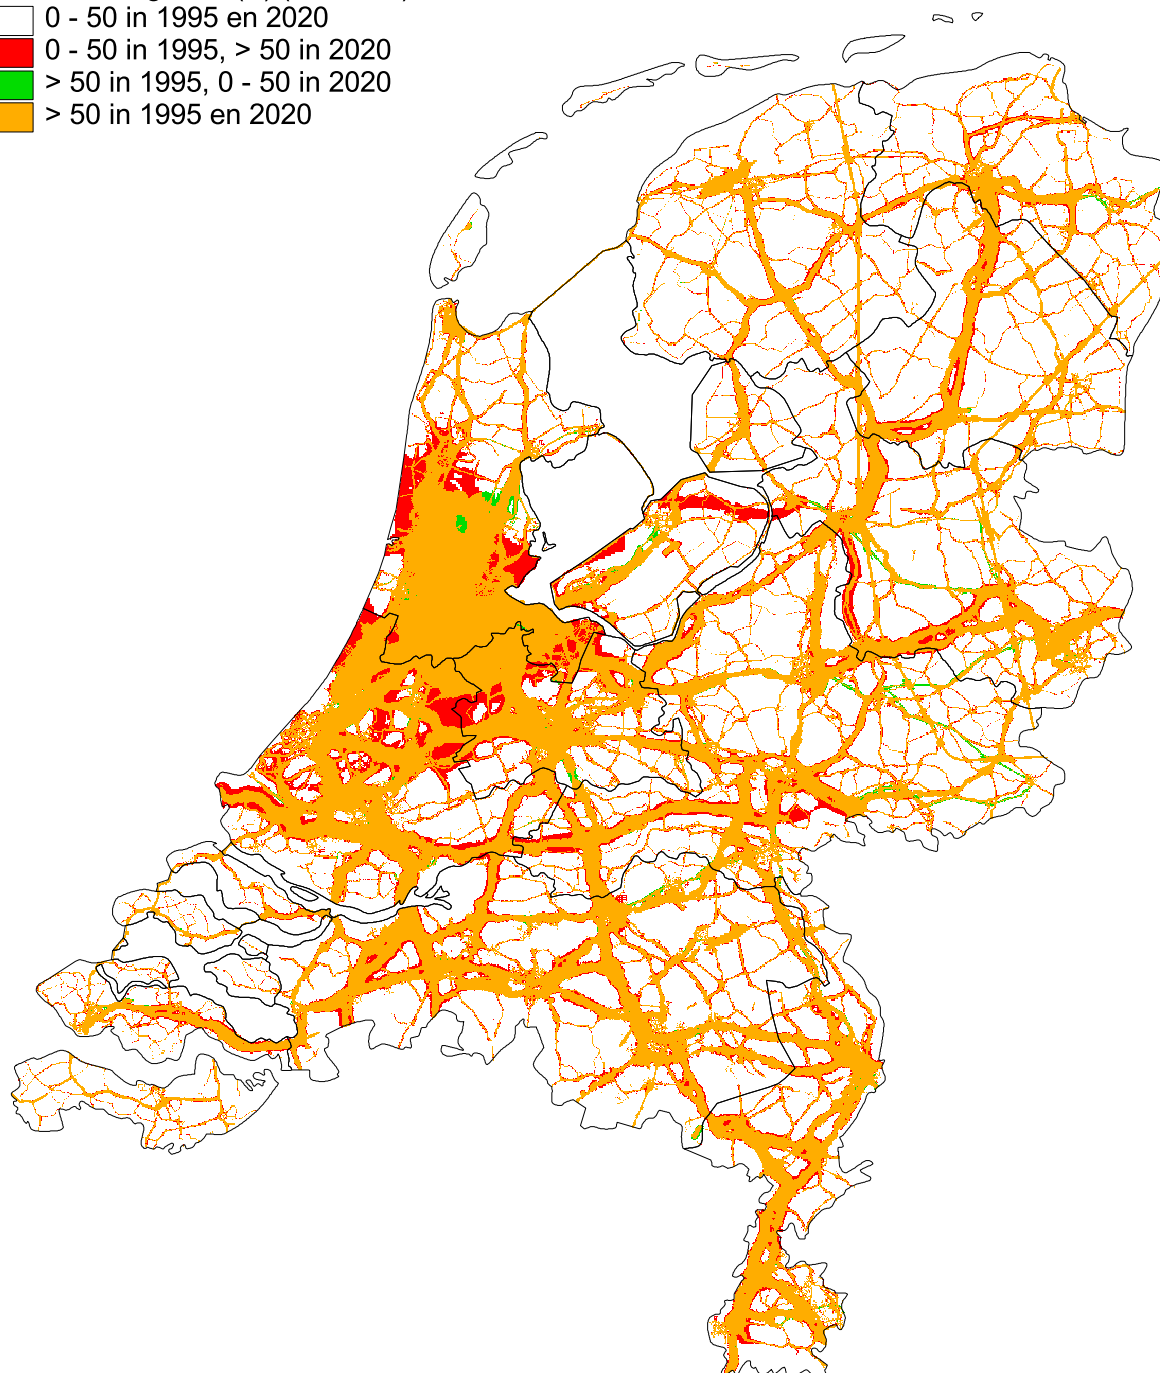 0 - 50 in 1995 en 2020
0 - 50 in 1995, > 50 in 2020
> 50 in 1995, 0 - 50 in 2020
> 50 in 1995 en 2020